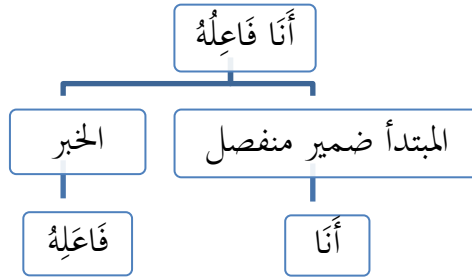 أَنَا فَاعِلُهُ
المبتدأ ضمير منفصل
الخبر
أَنَا
فَاعَلِهُ